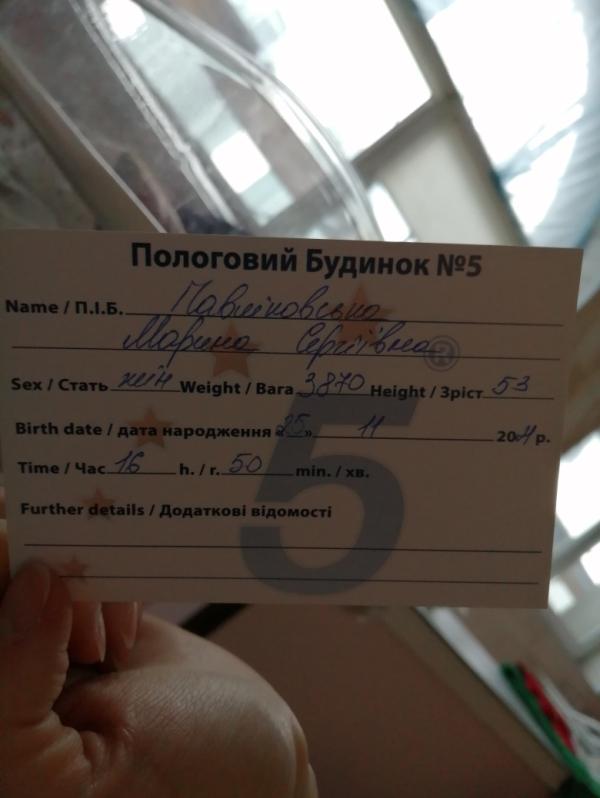 Пологовий Будинок №5
Name / П.І.Б. Павліковська
Марина Сергіївна ®
Sex / Стать жін Weight / Вага 3870 Height / Зріст 53
Birth date / дата народження «25» 11 20 р.
Time / Час 16 h. / г. 50 min. / хв.
Further details / Додаткові відомості
5